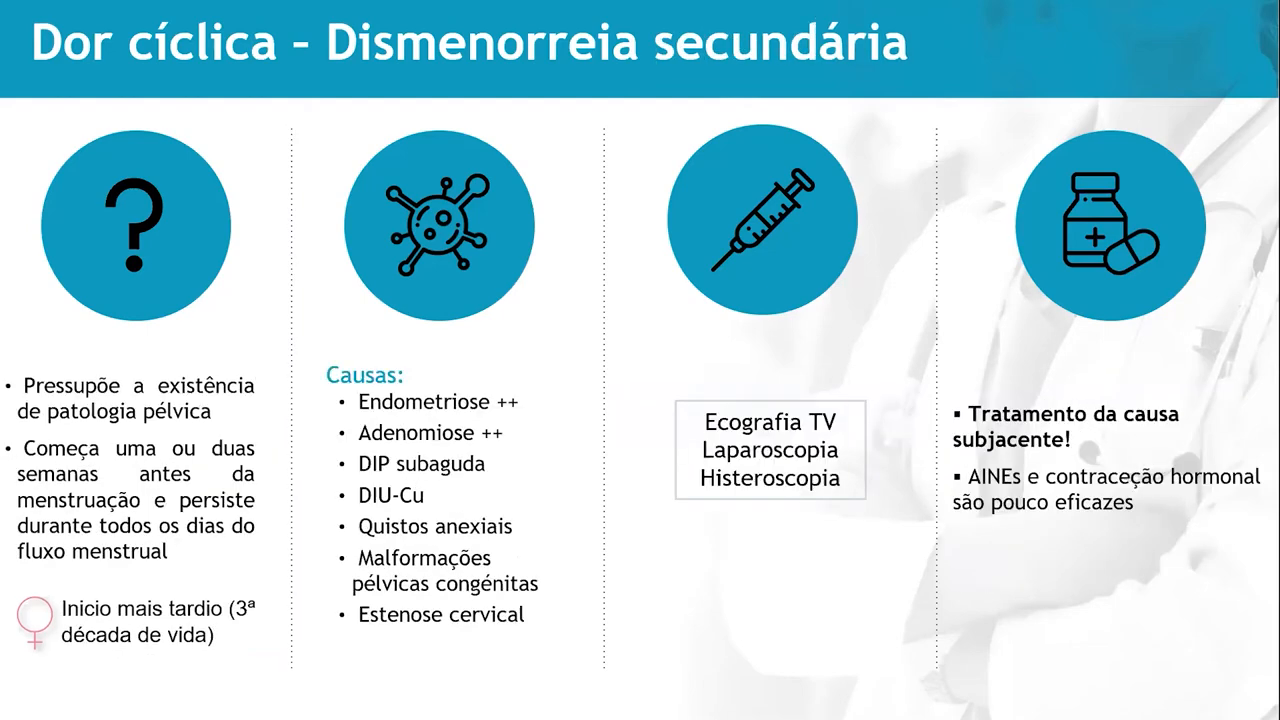 Dor cíclica – Dismenorreia secundária
• Pressupõe a existência
de patologia pélvica
• Começa uma ou duas
semanas antes da
menstruação e persiste
durante todos os dias do
fluxo menstrual
Inicio mais tardio (3ª
década de vida)
Causas:
• Endometriose ++
• Adenomiose ++
• DIP subaguda
• DIU-Cu
• Quistos anexiais
• Malformações
pélvicas congénitas
• Estenose cervical
Ecografia TV
Laparoscopia
Histeroscopia
▪ Tratamento da causa
subjacente!
▪ AINEs e contraceção hormonal
são pouco eficazes